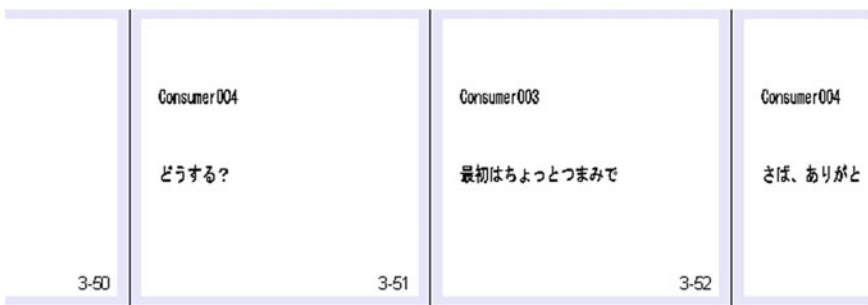 3-50
Consumer004
どうする？
3-51
Consumer003
最初はちょっとつまみで
3-52
Consumer004
さば、ありがと